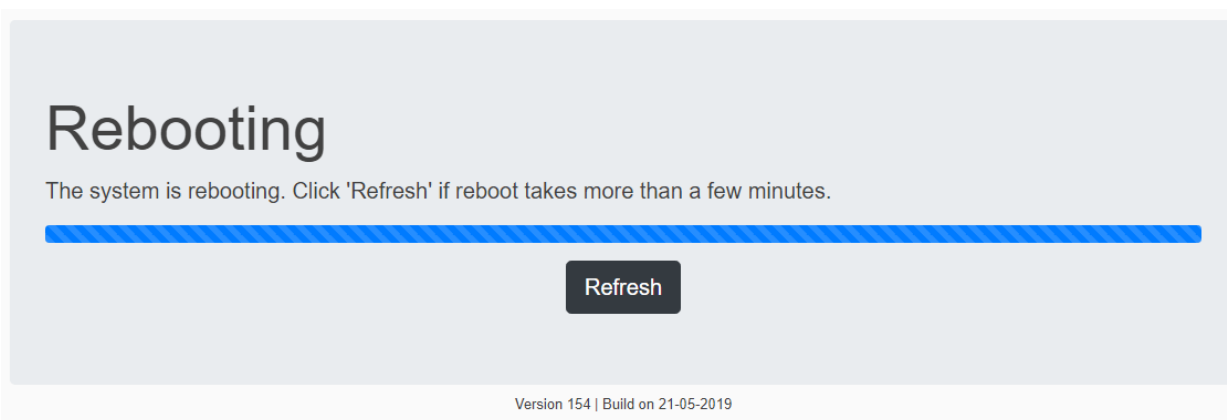 Rebooting
The system is rebooting. Click 'Refresh' if reboot takes more than a few minutes.
Refresh
Version 154 | Build on 21-05-2019